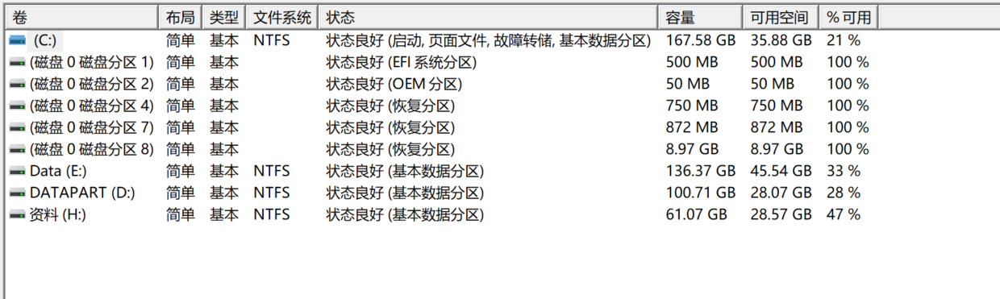 卷 布局 类型 文件系统 状态 容量 可用空间 % 可用
(C:) 简单 基本 NTFS 状态良好 (启动, 页面文件, 故障转储, 基本数据分区) 167.58 GB 35.88 GB 21 %
(磁盘 0 磁盘分区 1) 简单 基本 状态良好 (EFI 系统分区) 500 MB 500 MB 100 %
(磁盘 0 磁盘分区 2) 简单 基本 状态良好 (OEM 分区) 50 MB 50 MB 100 %
(磁盘 0 磁盘分区 4) 简单 基本 状态良好 (恢复分区) 750 MB 750 MB 100 %
(磁盘 0 磁盘分区 7) 简单 基本 状态良好 (恢复分区) 872 MB 872 MB 100 %
(磁盘 0 磁盘分区 8) 简单 基本 状态良好 (恢复分区) 8.97 GB 8.97 GB 100 %
Data (E:) 简单 基本 NTFS 状态良好 (基本数据分区) 136.37 GB 45.54 GB 33 %
DATAPART (D:) 简单 基本 NTFS 状态良好 (基本数据分区) 100.71 GB 28.07 GB 28 %
资料 (H:) 简单 基本 NTFS 状态良好 (基本数据分区) 61.07 GB 28.57 GB 47 %